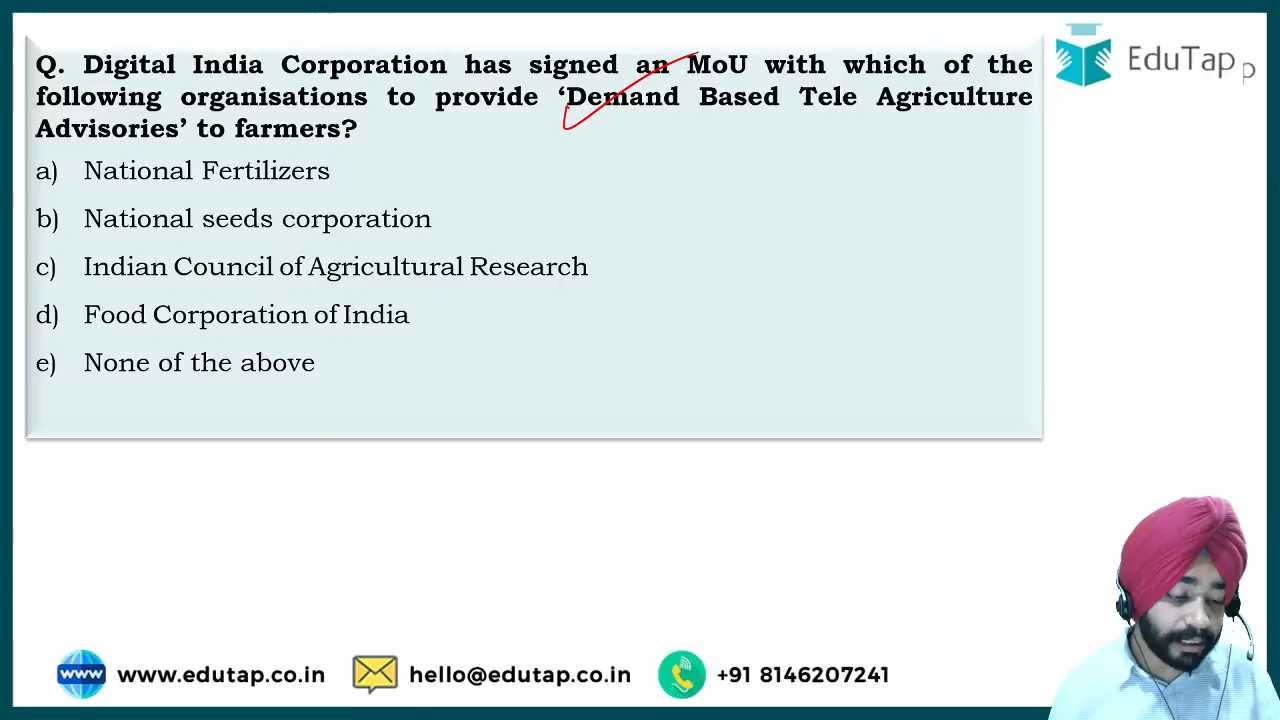 Q. Digital India Corporation has signed an MoU with which of the
following organisations to provide ‘Demand Based Tele Agriculture
Advisories’ to farmers?
a) National Fertilizers
b) National seeds corporation
c) Indian Council of Agricultural Research
d) Food Corporation of India
e) None of the above
EduTap
p
www www.edutap.co.in hello@edutap.co.in +91 8146207241